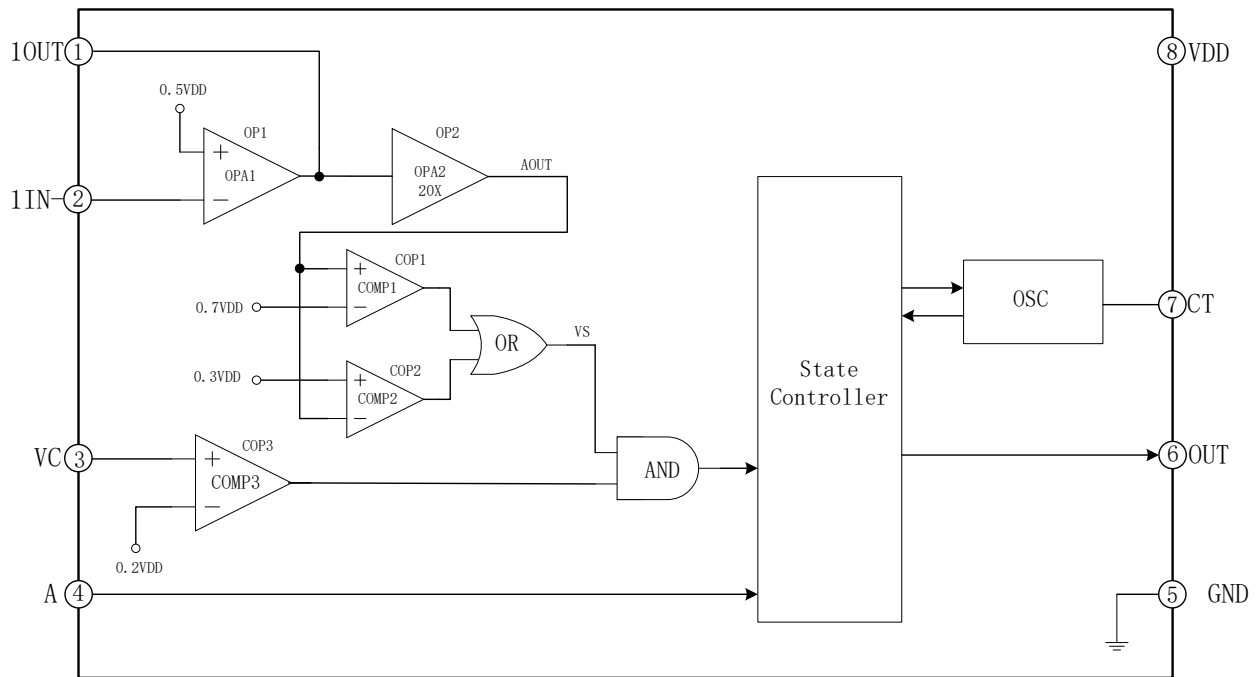 1OUT
1
8
VDD
0.5VDD
OP1
+
OPA1
−
OP2
OPA2
20X
AOUT
1IN-
2
COP1
+
COMP1
−
0.7VDD
OR
VS
COP2
0.3VDD
+
COMP2
−
State
Controller
OSC
7
CT
VC
3
COP3
+
COMP3
−
0.2VDD
AND
6
OUT
A
4
5
GND